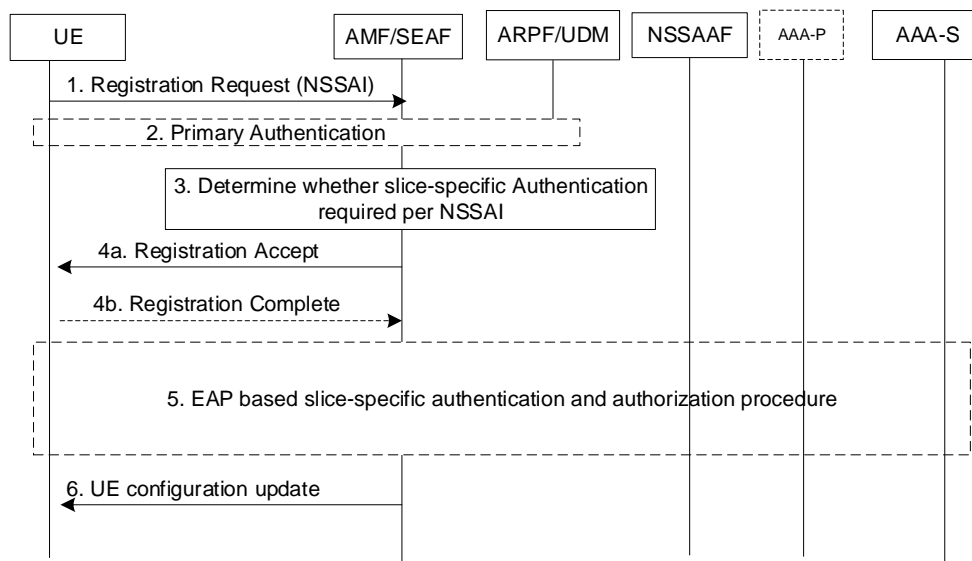 UE
AMF/SEAF
ARPF/UDM
NSSAAF
AAA-P
AAA-S
1. Registration Request (NSSAI)
2. Primary Authentication
3. Determine whether slice-specific Authentication
required per NSSAI
4a. Registration Accept
4b. Registration Complete
5. EAP based slice-specific authentication and authorization procedure
6. UE configuration update